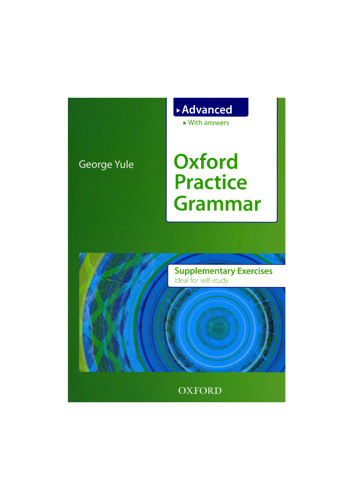 ▸ Advanced
▸ With answers
George Yule
Oxford
Practice
Grammar
Supplementary Exercises
Ideal for self-study
OXFORD